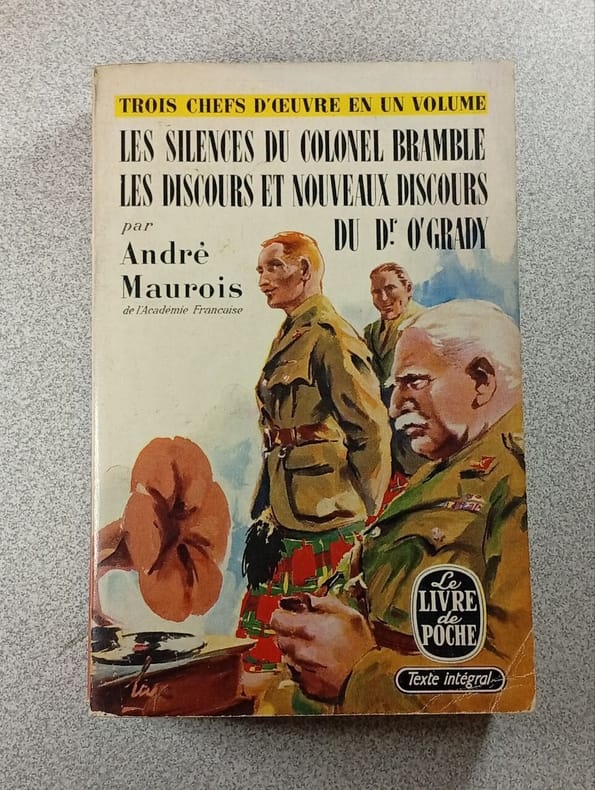 TROIS CHEFS D'ŒUVRE EN UN VOLUME
LES SILENCES DU COLONEL BRAMBLE
LES DISCOURS ET NOUVEAUX DISCOURS
DU Dr O'GRADY
par
André
Maurois
de l'Académie Francaise
Le
LIVRE
de
POCHE
Texte intégral